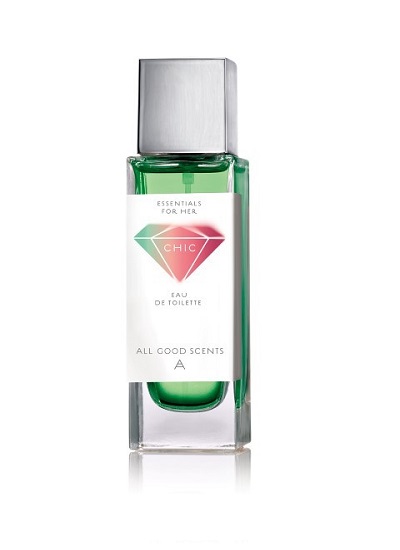 ESSENTIALS
FOR HER
CHIC
EAU
DE TOILETTE
ALL GOOD SCENTS
A